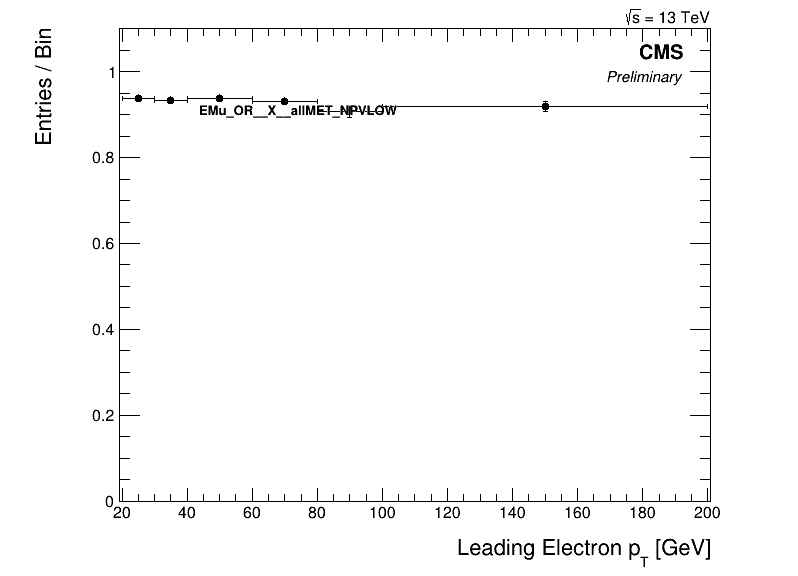 √s = 13 TeV
CMS
Preliminary
Entries / Bin
EMu_OR__X__allMET_NPVLOW
1
0.8
0.6
0.4
0.2
0
20 40 60 80 100 120 140 160 180 200
Leading Electron p_T [GeV]